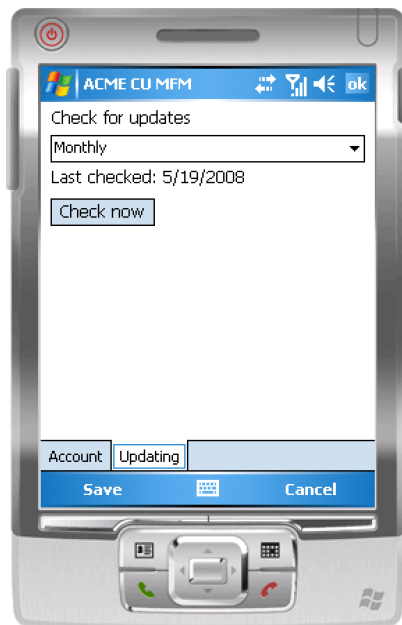 ACME CU MFM ok
Check for updates
Monthly
Last checked: 5/19/2008
Check now
Account Updating
Save Cancel